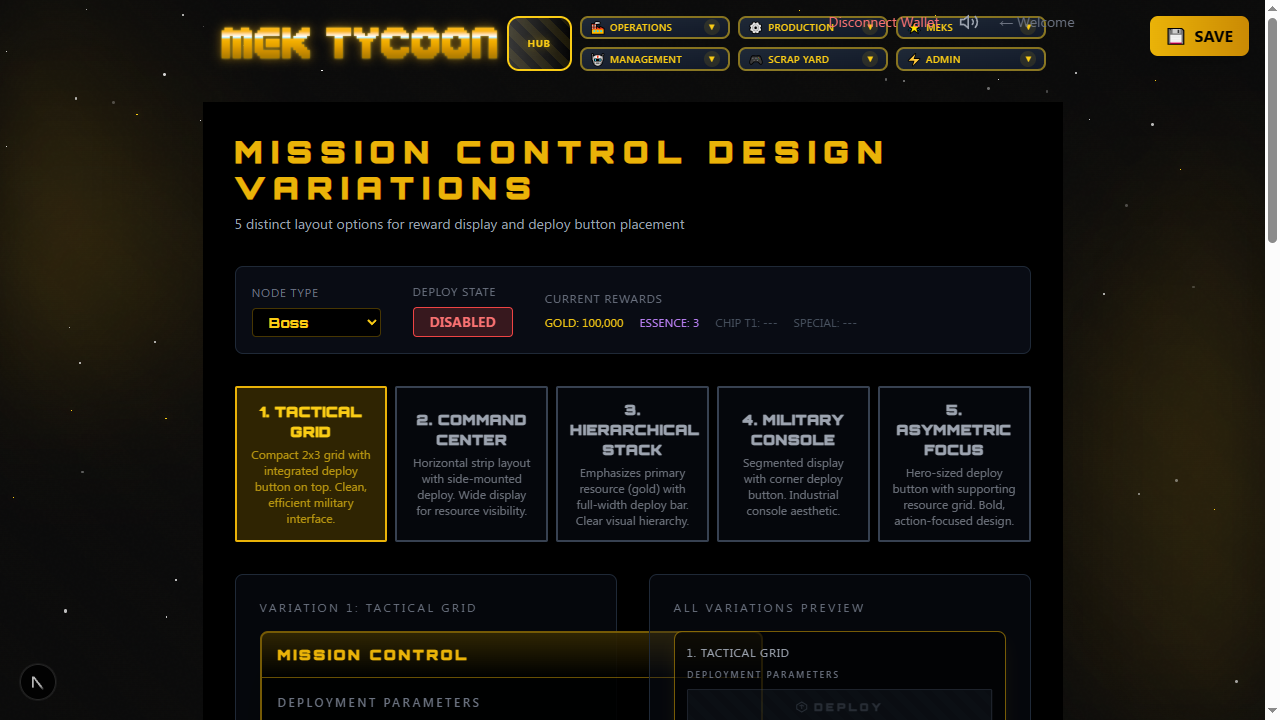 MEK TYCOON
HUB
OPERATIONS ▼
PRODUCTION ▼
MEKS ▼
MANAGEMENT ▼
SCRAP YARD ▼
ADMIN ▼
Disconnect Wallet
← Welcome
SAVE
MISSION CONTROL DESIGN
VARIATIONS
5 distinct layout options for reward display and deploy button placement
NODE TYPE
Boss
DEPLOY STATE
DISABLED
CURRENT REWARDS
GOLD: 100,000 ESSENCE: 3 CHIP T1: --- SPECIAL: ---
1. TACTICAL
GRID
Compact 2x3 grid with
integrated deploy
button on top. Clean,
efficient military
interface.
2. COMMAND
CENTER
Horizontal strip layout
with side-mounted
deploy. Wide display
for resource visibility.
3.
HIERARCHICAL
STACK
Emphasizes primary
resource (gold) with
full-width deploy bar.
Clear visual hierarchy.
4. MILITARY
CONSOLE
Segmented display
with corner deploy
button. Industrial
console aesthetic.
5.
ASYMMETRIC
FOCUS
Hero-sized deploy
button with supporting
resource grid. Bold,
action-focused design.
VARIATION 1: TACTICAL GRID
MISSION CONTROL
DEPLOYMENT PARAMETERS
ALL VARIATIONS PREVIEW
1. TACTICAL GRID
DEPLOYMENT PARAMETERS
DEPLOY